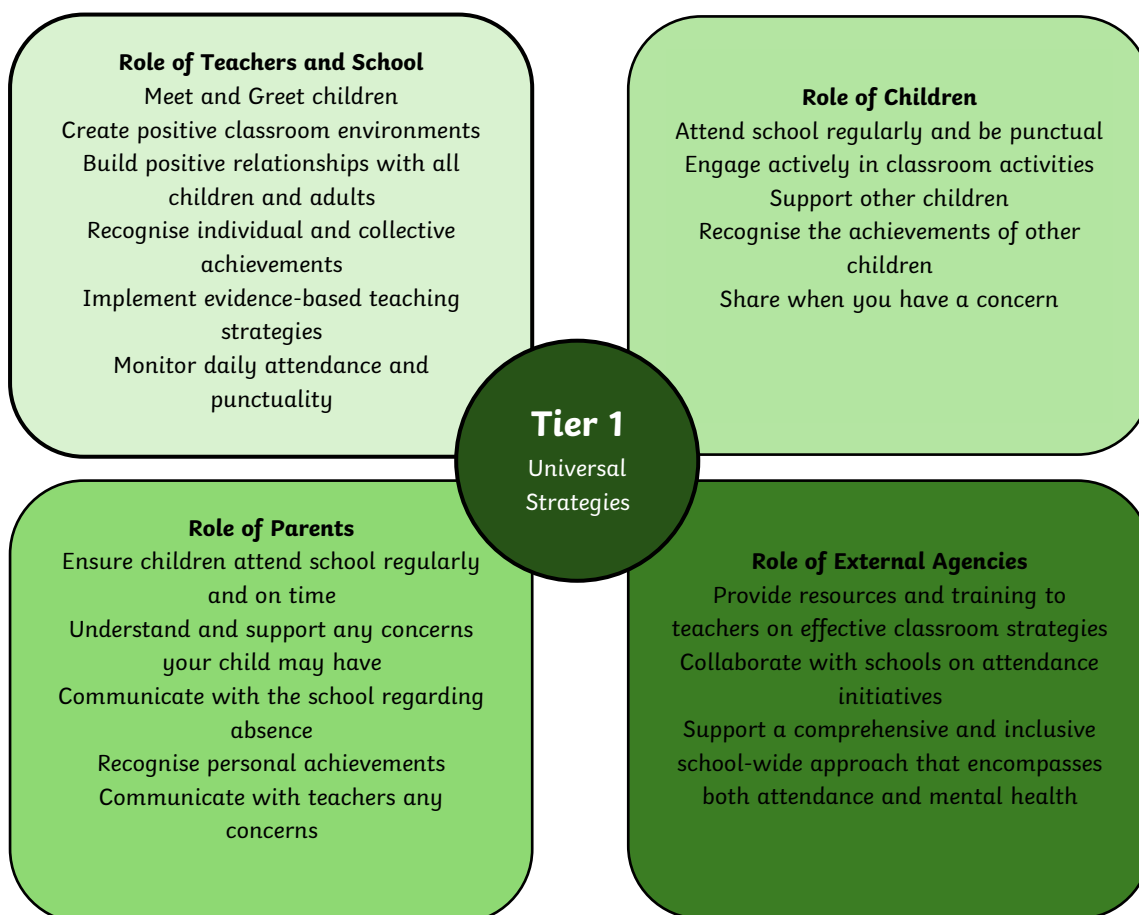 Role of Teachers and School
Meet and Greet children
Create positive classroom environments
Build positive relationships with all
children and adults
Recognise individual and collective
achievements
Implement evidence-based teaching
strategies
Monitor daily attendance and
punctuality
Role of Children
Attend school regularly and be punctual
Engage actively in classroom activities
Support other children
Recognise the achievements of other
children
Share when you have a concern
Tier 1
Universal
Strategies
Role of Parents
Ensure children attend school regularly
and on time
Understand and support any concerns
your child may have
Communicate with the school regarding
absence
Recognise personal achievements
Communicate with teachers any
concerns
Role of External Agencies
Provide resources and training to
teachers on effective classroom strategies
Collaborate with schools on attendance
initiatives
Support a comprehensive and inclusive
school-wide approach that encompasses
both attendance and mental health